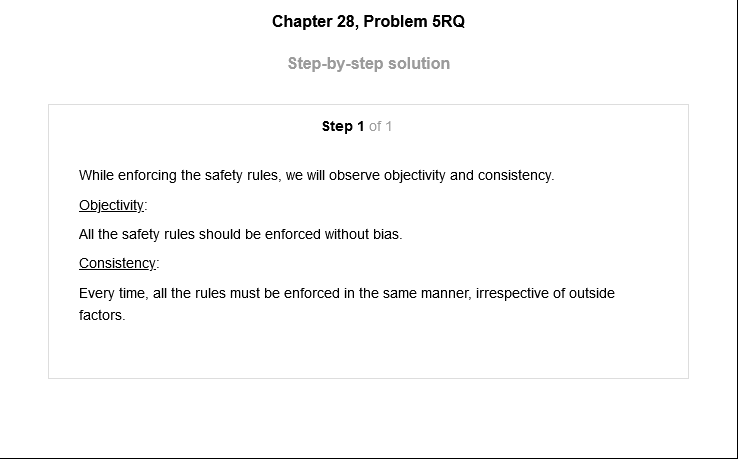 Chapter 28, Problem 5RQ
Step-by-step solution
Step 1 of 1
While enforcing the safety rules, we will observe objectivity and consistency.
Objectivity:
All the safety rules should be enforced without bias.
Consistency:
Every time, all the rules must be enforced in the same manner, irrespective of outside
factors.